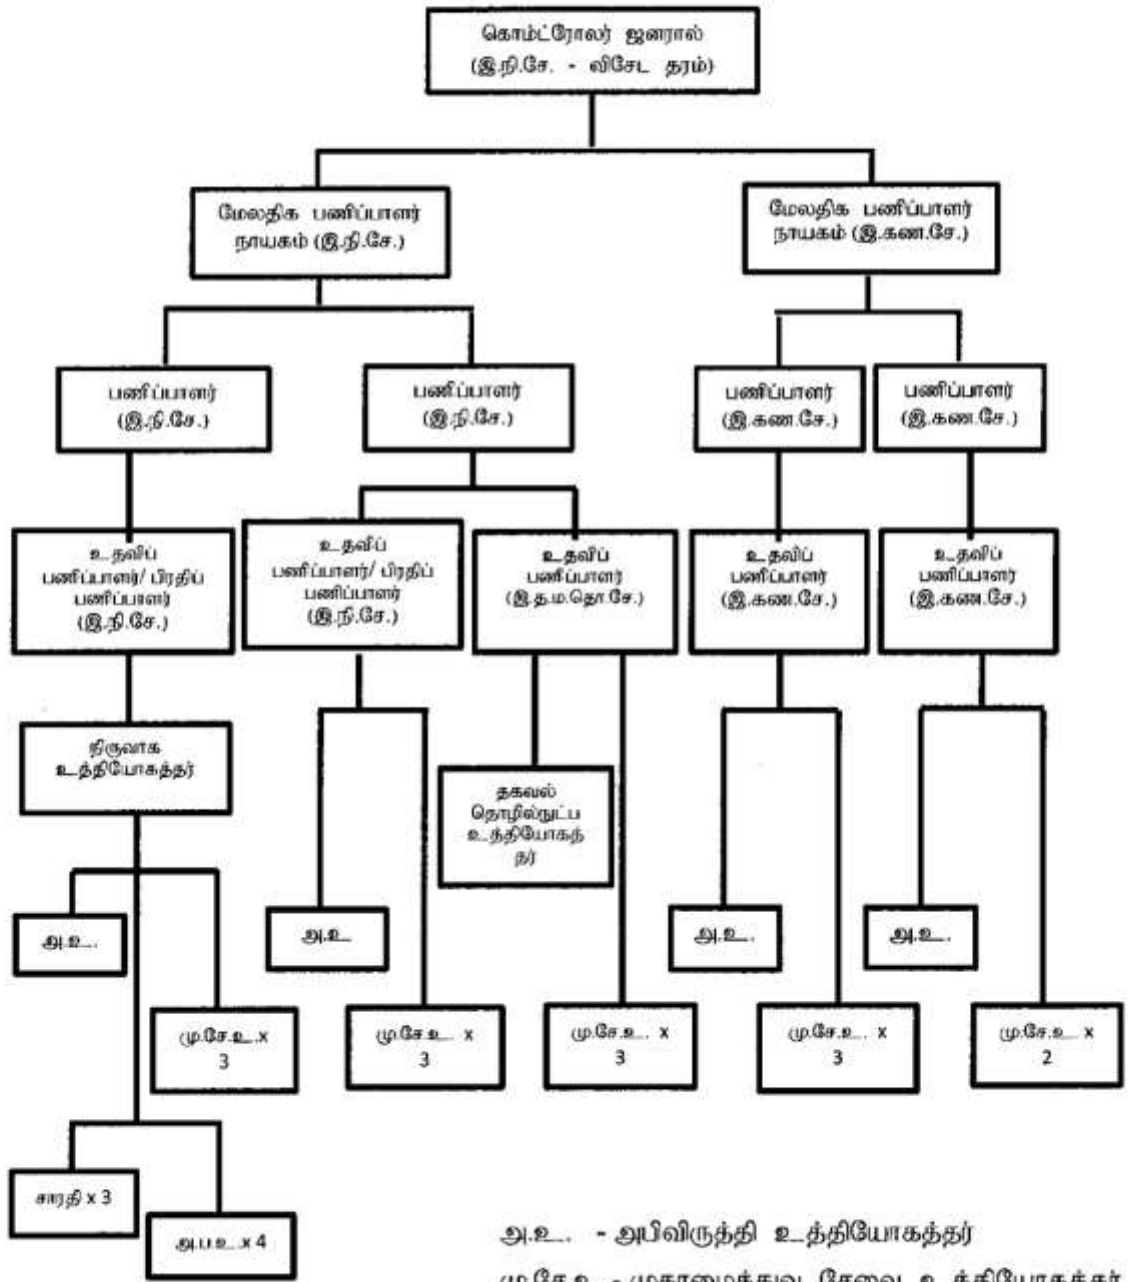 கொம்ட்ரோலர் ஜனரால்
(இ.நி.சே. - விசேட தரம்)
மேலதிக பணிப்பாளர்
நாயகம் (இ.நி.சே.)
மேலதிக பணிப்பாளர்
நாயகம் (இ.கண.சே.)
பணிப்பாளர்
(இ.நி.சே.)
பணிப்பாளர்
(இ.நி.சே.)
பணிப்பாளர்
(இ.கண.சே.)
பணிப்பாளர்
(இ.கண.சே.)
உதவிப்
பணிப்பாளர்/ பிரதிப்
பணிப்பாளர்
(இ.நி.சே.)
உதவிப்
பணிப்பாளர்/ பிரதிப்
பணிப்பாளர்
(இ.நி.சே.)
உதவிப்
பணிப்பாளர்
(இ.த.ம.தொ.சே.)
உதவிப்
பணிப்பாளர்
(இ.கண.சே.)
உதவிப்
பணிப்பாளர்
(இ.கண.சே.)
நிருவாக
உத்தியோகத்தர்
தகவல்
தொழில்நுட்ப
உத்தியோகத்
தர்
அ.உ.
அ.உ
அ.உ.
அ.உ.
மு.சே.உ.x
3
மு.சே.உ. x
3
மு.சே.உ. x
3
மு.சே.உ. x
3
மு.சே.உ. x
2
சாரதி x 3
அ.ப.உ.x 4
அ.உ. - அபிவிருத்தி உத்தியோகத்தர்
மு.சே.உ - முகாமைத்துவ சேவை உத்தியோகத்தர்